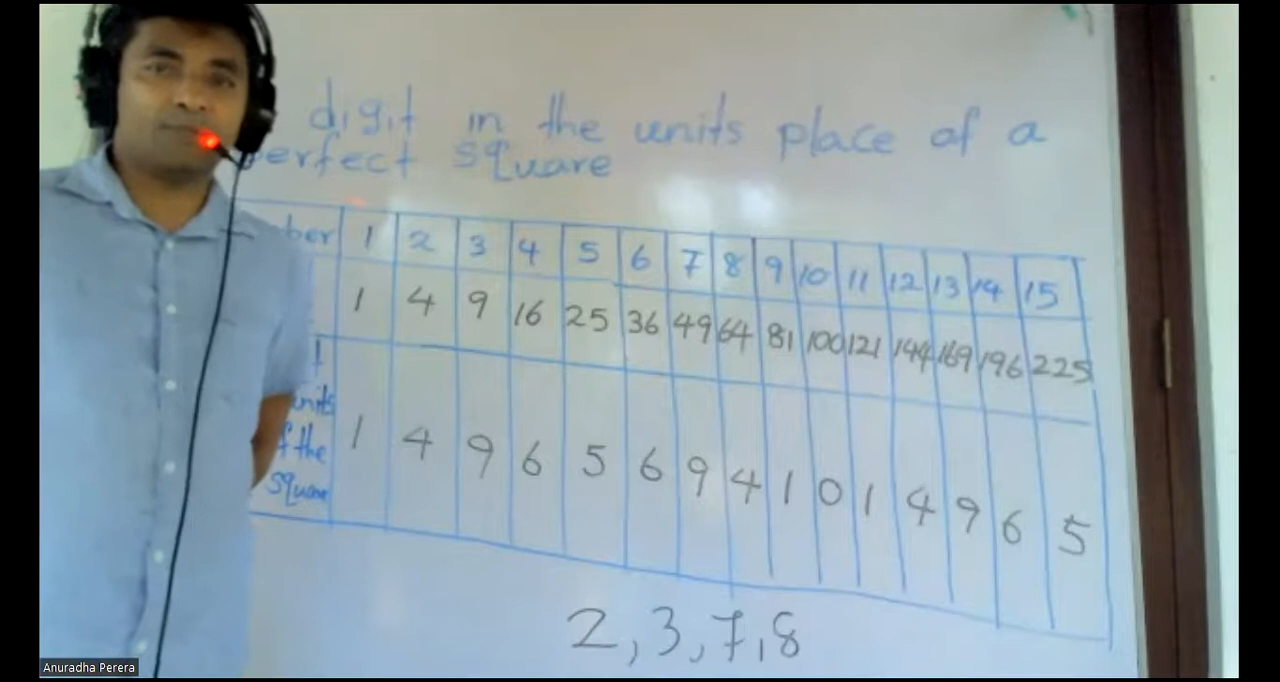 digit in the units place of a
perfect square
ber 1 2 3 4 5 6 7 8 9 10 11 12 13 14 15
1 4 9 16 25 36 49 64 81 100 121 144 169 196 225
units
of the
square
1 4 9 6 5 6 9 4 1 0 1 4 9 6 5
2, 3, 7, 8
Anuradha Perera